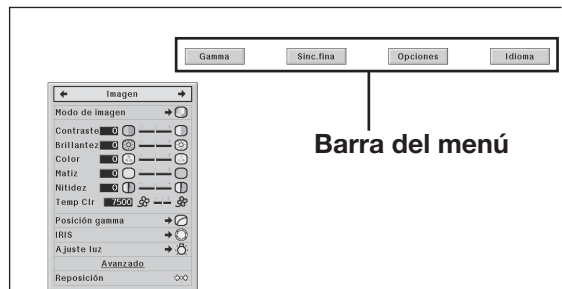 Gamma Sinc.fina Opciones Idioma
Imagen
Barra del menú
Modo de imagen
Contraste 0
Brillantez 0
Color 0
Matiz 0
Nitidez 0
Temp Clr 7500
Posición gamma
IRIS
Ajuste luz
Avanzado
Reposición